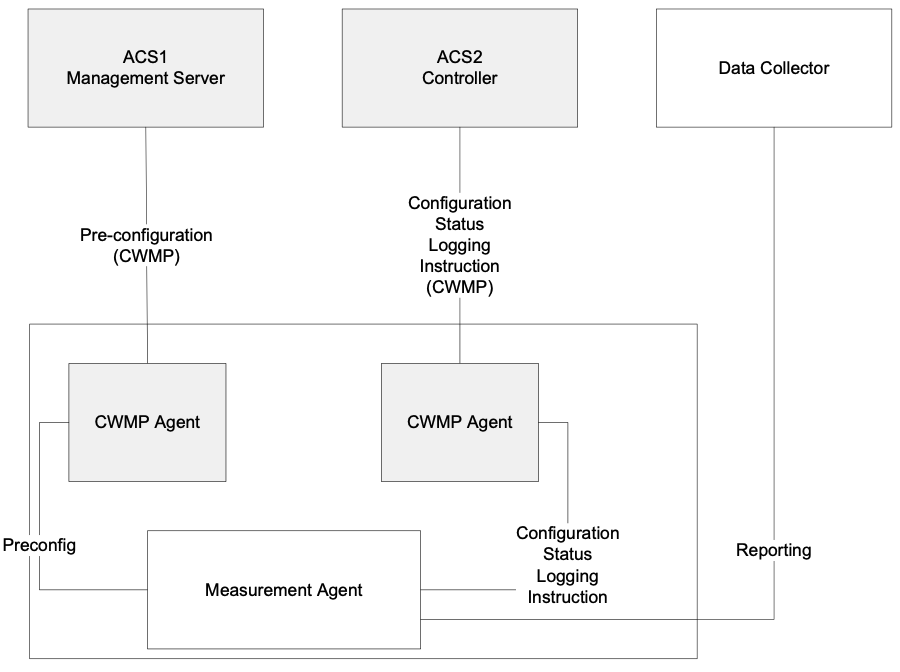 ACS1
Management Server
ACS2
Controller
Data Collector
Pre-configuration
(CWMP)
Configuration
Status
Logging
Instruction
(CWMP)
CWMP Agent
CWMP Agent
Preconfig
Measurement Agent
Configuration
Status
Logging
Instruction
Reporting